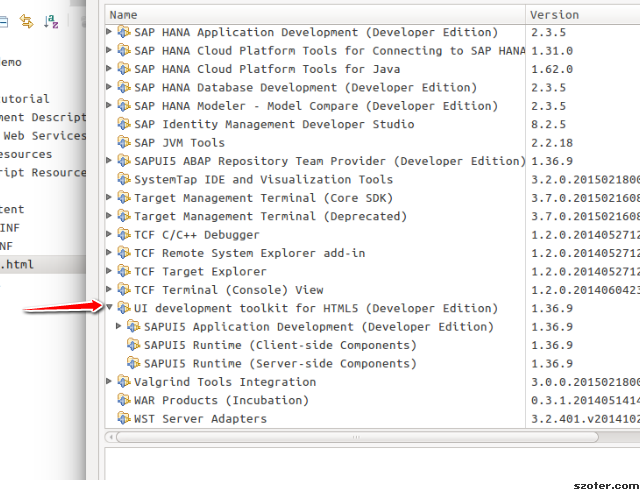 Name Version
SAP HANA Application Development (Developer Edition) 2.3.5
SAP HANA Cloud Platform Tools for Connecting to SAP HANA 1.31.0
SAP HANA Cloud Platform Tools for Java 1.62.0
SAP HANA Database Development (Developer Edition) 2.3.5
SAP HANA Modeler - Model Compare (Developer Edition) 2.3.5
SAP Identity Management Developer Studio 8.2.5
SAP JVM Tools 2.2.18
SAPUI5 ABAP Repository Team Provider (Developer Edition) 1.36.9
SystemTap IDE and Visualization Tools 3.2.0.2015021800
Target Management Terminal (Core SDK) 3.7.0.201502160
Target Management Terminal (Deprecated) 3.7.0.201502160
TCF C/C++ Debugger 1.2.0.2014052712
TCF Remote System Explorer add-in 1.2.0.2014052712
TCF Target Explorer 1.2.0.2014052712
TCF Terminal (Console) View 1.2.0.201406042
UI development toolkit for HTML5 (Developer Edition) 1.36.9
SAPUI5 Application Development (Developer Edition) 1.36.9
SAPUI5 Runtime (Client-side Components) 1.36.9
SAPUI5 Runtime (Server-side Components) 1.36.9
Valgrind Tools Integration 3.0.0.2015021800
WAR Products (Incubation) 0.3.1.2014051414
WST Server Adapters 3.2.401.v2014102
emo
utorial
ment Descript
Web Services
esources
ript Resource
tent
INF
NF
.html
szoter.com